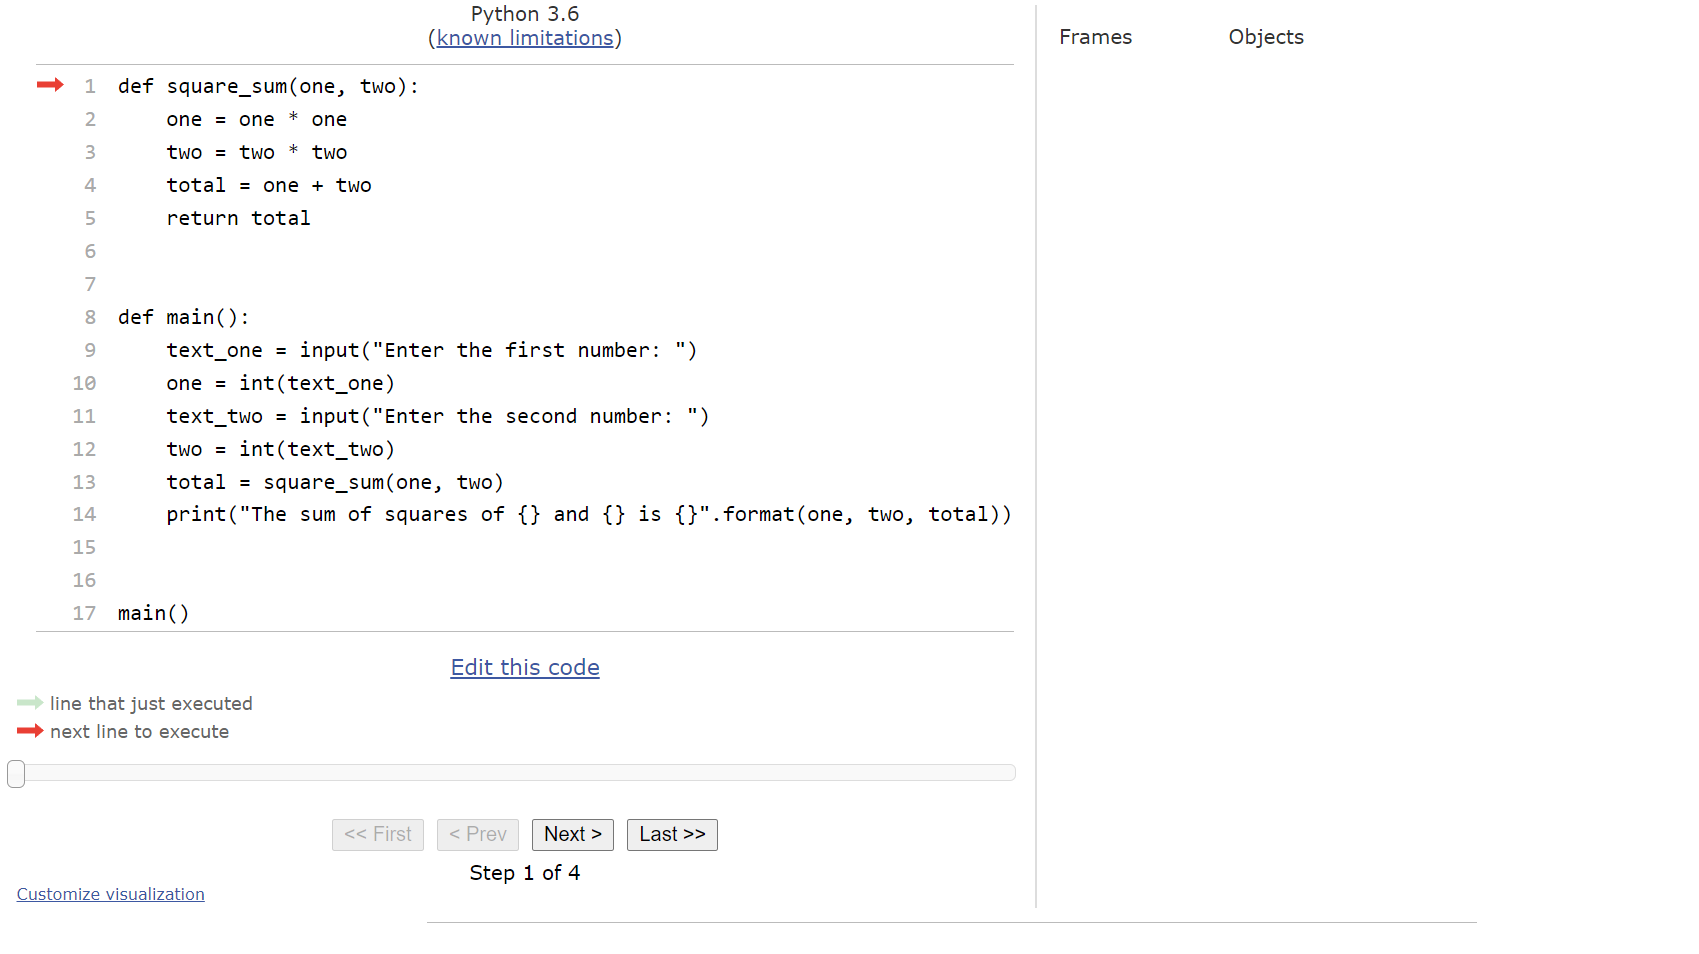 Python 3.6
(known limitations)
1 def square_sum(one, two):
2     one = one * one
3     two = two * two
4     total = one + two
5     return total
6
7
8 def main():
9     text_one = input("Enter the first number: ")
10     one = int(text_one)
11     text_two = input("Enter the second number: ")
12     two = int(text_two)
13     total = square_sum(one, two)
14     print("The sum of squares of {} and {} is {}".format(one, two, total))
15
16
17 main()
Edit this code
line that just executed
next line to execute
<< First < Prev Next > Last >>
Step 1 of 4
Customize visualization
Frames Objects